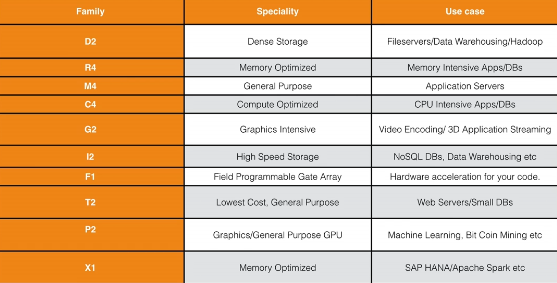 Family Speciality Use case
D2 Dense Storage Fileservers/Data Warehousing/Hadoop
R4 Memory Optimized Memory Intensive Apps/DBs
M4 General Purpose Application Servers
C4 Compute Optimized CPU Intensive Apps/DBs
G2 Graphics Intensive Video Encoding/ 3D Application Streaming
I2 High Speed Storage NoSQL DBs, Data Warehousing etc
F1 Field Programmable Gate Array Hardware acceleration for your code.
T2 Lowest Cost, General Purpose Web Servers/Small DBs
P2 Graphics/General Purpose GPU Machine Learning, Bit Coin Mining etc
X1 Memory Optimized SAP HANA/Apache Spark etc